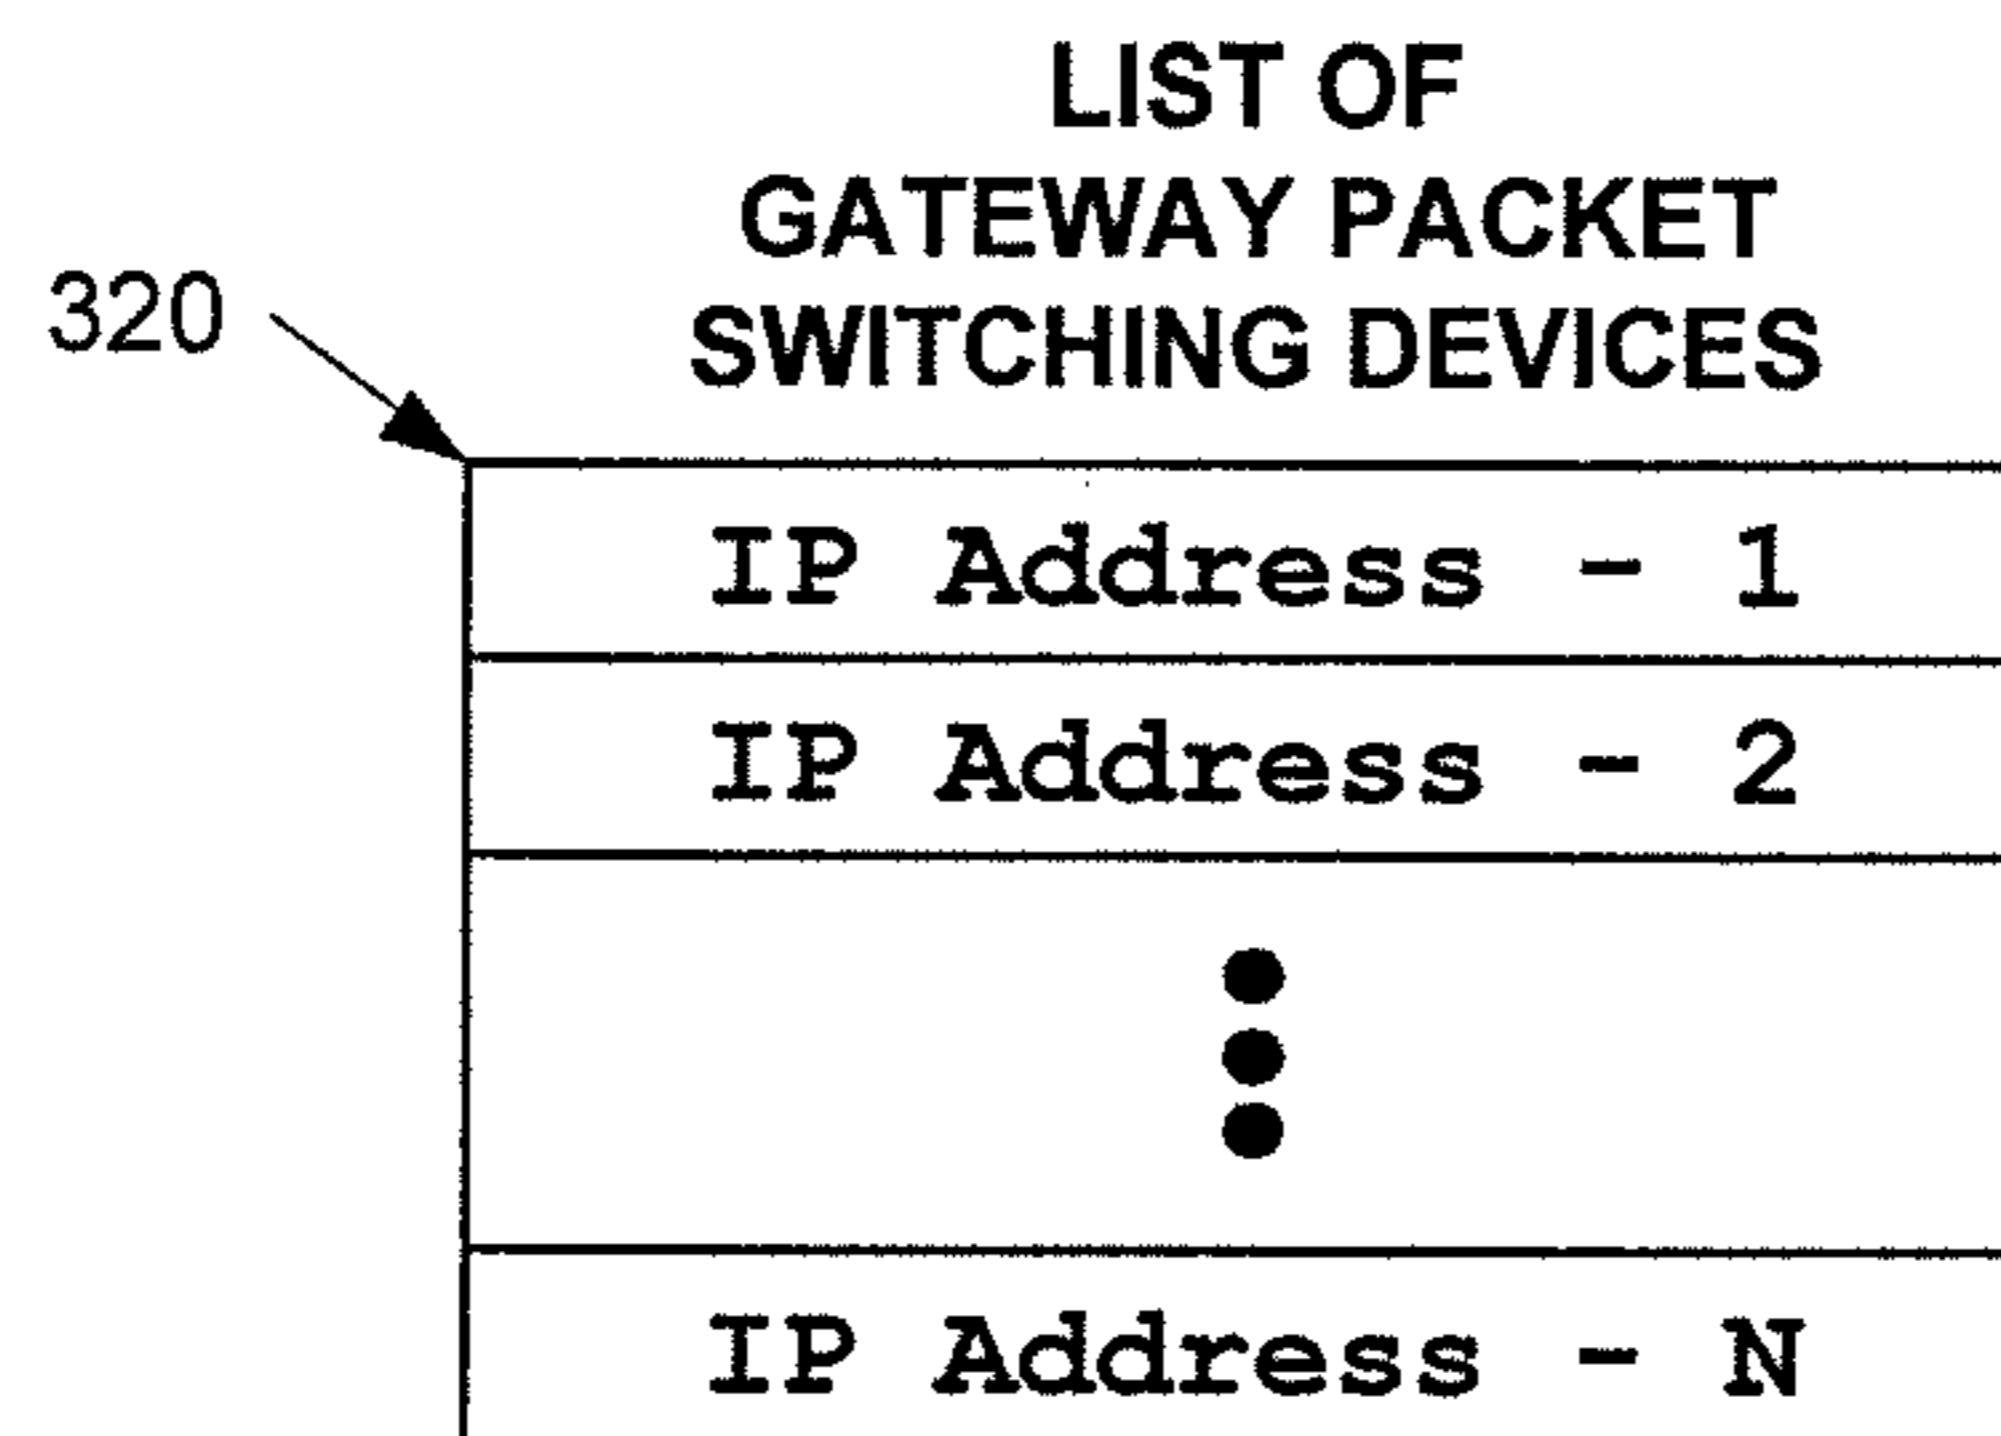 LIST OF
GATEWAY PACKET
SWITCHING DEVICES
320
IP Address - 1
IP Address - 2
IP Address - N